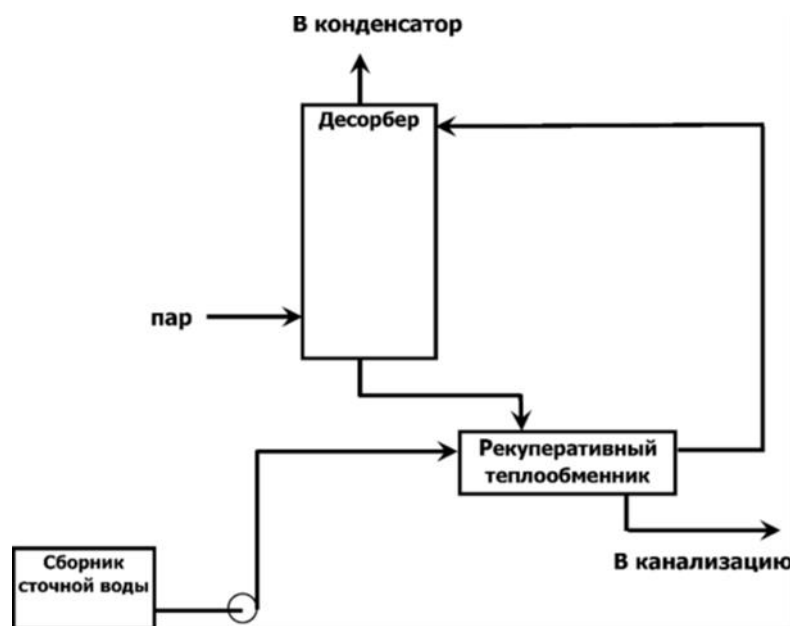 В конденсатор
Десорбер
пар
Рекуперативный
теплообменник
В канализацию
Сборник
сточной воды